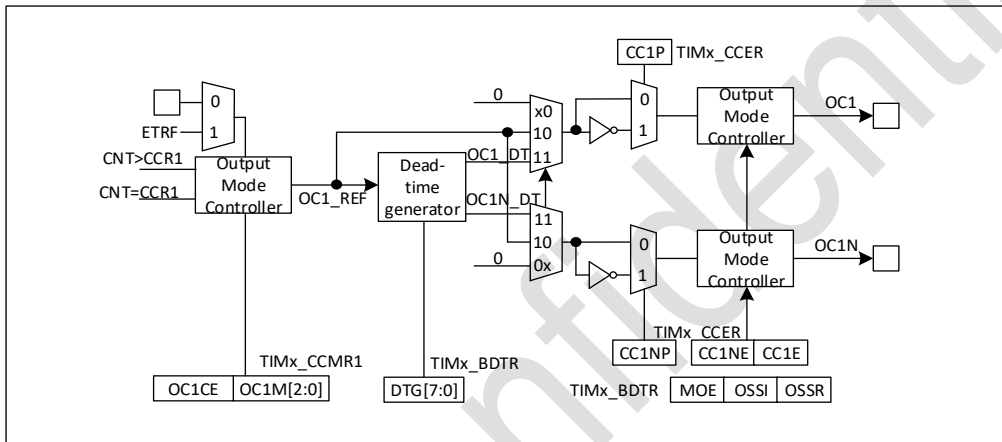 CC1P TIMx_CCER
0
1
ETRF
CNT>CCR1
CNT=CCR1
Output
Mode
Controller
OC1_REF
Dead-
time
generator
OC1_DT
OC1N_DT
0
x0
10
11
11
10
0x
0
0
1
Output
Mode
Controller
OC1
0
1
Output
Mode
Controller
OC1N
TIMx_CCER
CC1NP CC1NE CC1E
TIMx_CCMR1
OC1CE OC1M[2:0]
TIMx_BDTR
DTG[7:0]
TIMx_BDTR MOE OSSI OSSR